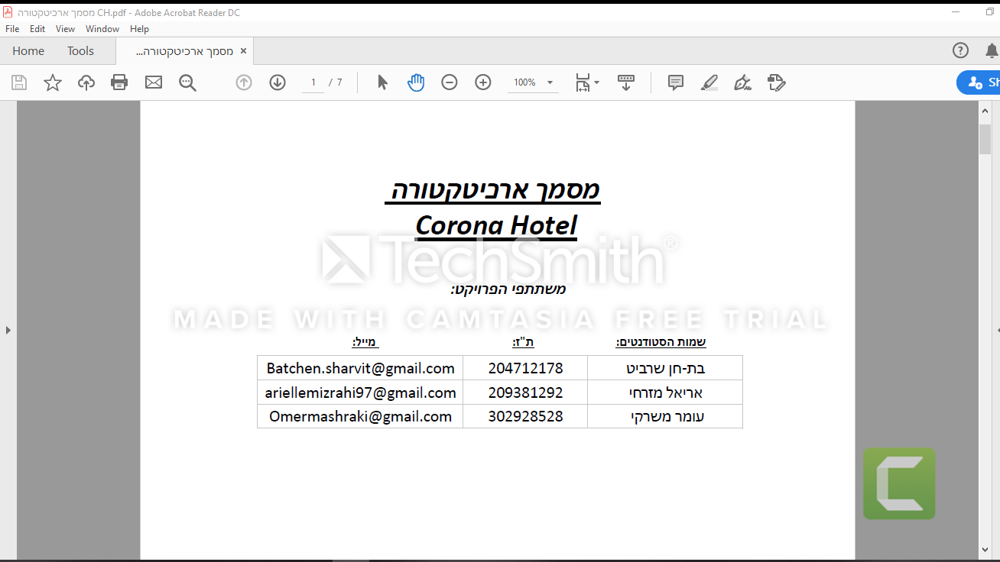 מסמך ארכיטקטורה CH.pdf - Adobe Acrobat Reader DC
File Edit View Window Help
Home Tools מסמך ארכיטקטורה... ×
1 / 7 100% Sh
מסמך ארכיטקטורה
Corona Hotel
TechSmith®
משתתפי הפרויקט:
MADE WITH CAMTASIA FREE TRIAL
שמות הסטודנטים: ת"ז: מייל:
בת-חן שרביט 204712178 Batchen.sharvit@gmail.com
אריאל מזרחי 209381292 ariellemizrahi97@gmail.com
עומר משרקי 302928528 Omermashraki@gmail.com